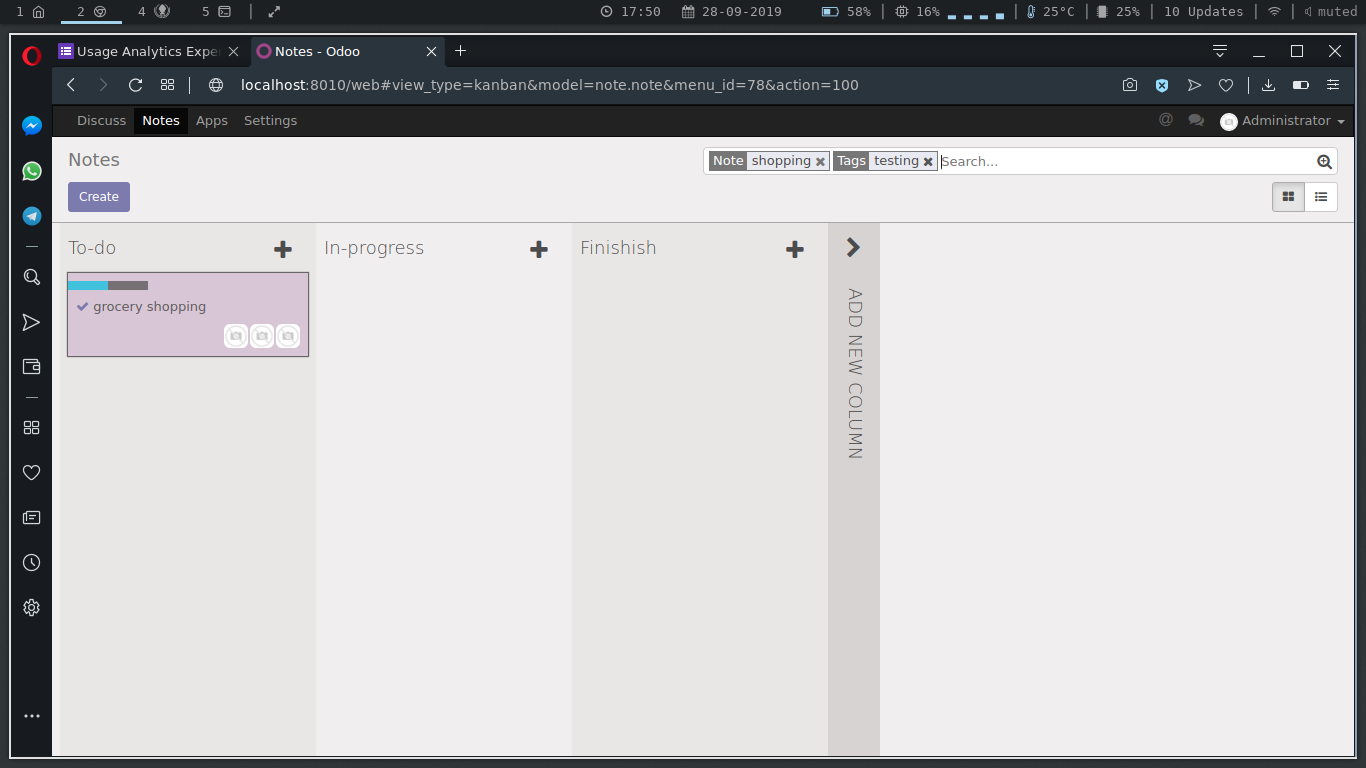 1 2 4 5 17:50 28-09-2019 58% 16% 25°C 25% 10 Updates muted
Usage Analytics Expe Notes - Odoo
localhost:8010/web#view_type=kanban&model=note.note&menu_id=78&action=100
Discuss Notes Apps Settings @ Administrator
Notes Note shopping Tags testing Search...
Create
To-do In-progress Finishish
grocery shopping
ADD NEW COLUMN